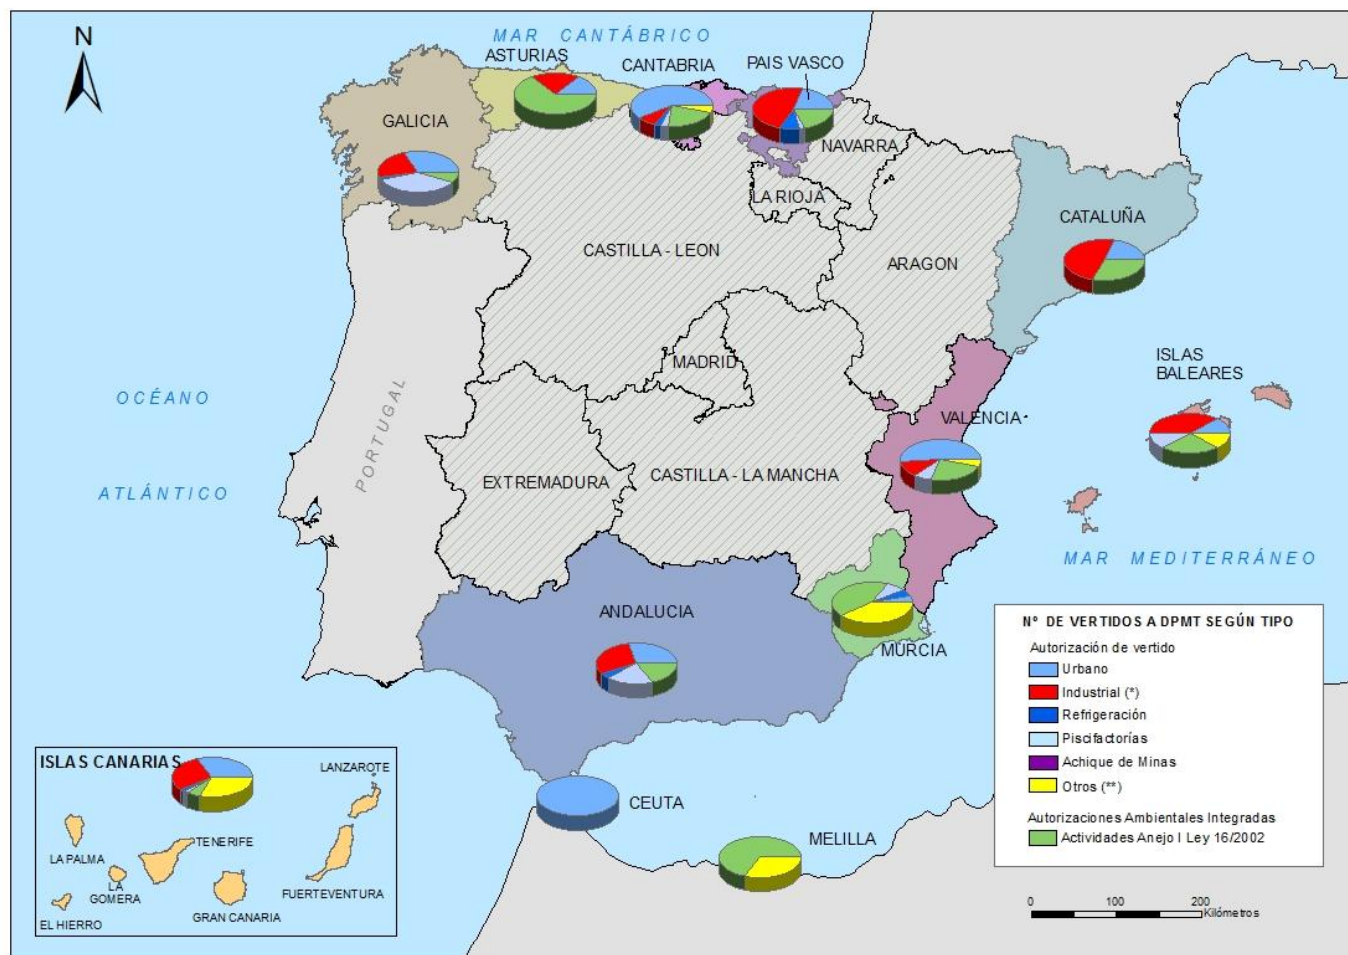 N
MAR CANTÁBRICO
ASTURIAS
CANTABRIA
PAIS VASCO
GALICIA
NAVARRA
LA RIOJA
CATALUÑA
CASTILLA - LEON
ARAGON
MADRID
ISLAS
BALEARES
OCÉANO
ATLÁNTICO
PORTUGAL
VALENCIA
EXTREMADURA
CASTILLA - LA MANCHA
MAR MEDITERRÁNEO
ANDALUCIA
MURCIA
Nº DE VERTIDOS A DPMT SEGÚN TIPO
Autorización de vertido
Urbano
Industrial (*)
Refrigeración
Piscifactorías
Achique de Minas
Otros (**)
Autorizaciones Ambientales Integradas
Actividades Anejo I Ley 16/2002
ISLAS CANARIAS
LANZAROTE
LA PALMA
TENERIFE
LA
GOMERA
FUERTEVENTURA
EL HIERRO
GRAN CANARIA
CEUTA
MELILLA
0 100 200
Kilómetros